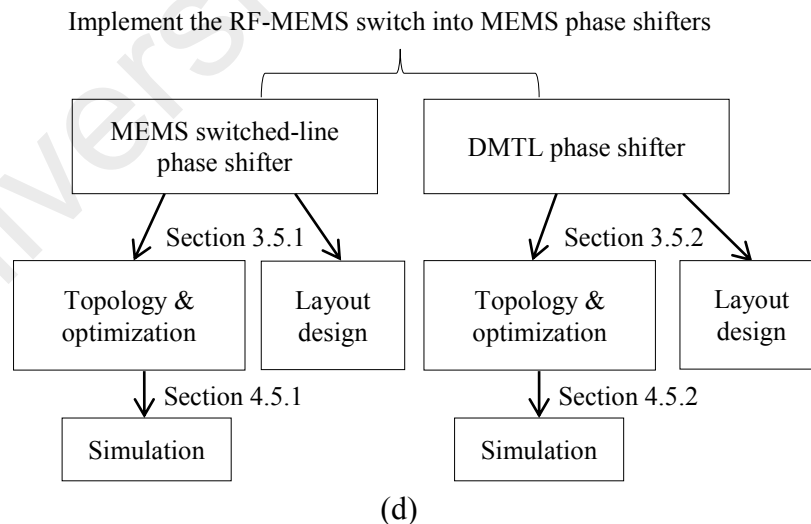 Implement the RF-MEMS switch into MEMS phase shifters
MEMS switched-line
phase shifter
DMTL phase shifter
Section 3.5.1
Section 3.5.2
Topology &
optimization
Layout
design
Topology &
optimization
Layout
design
Section 4.5.1
Section 4.5.2
Simulation
Simulation
(d)